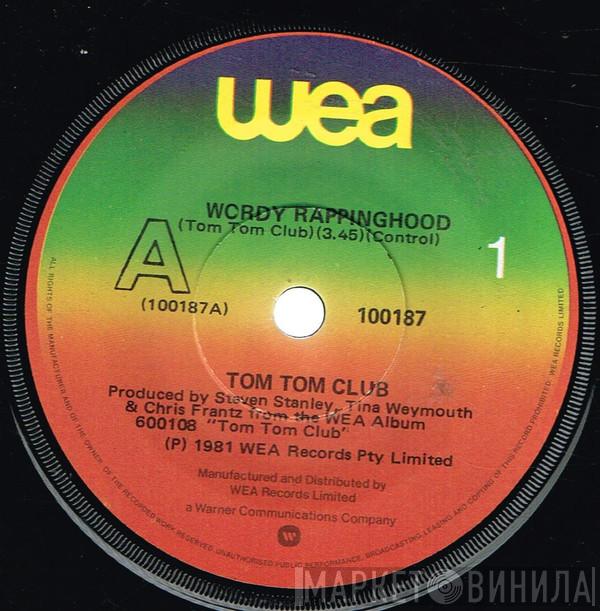 wea
WORDY RAPPINGHOOD
(Tom Tom Club)(3.45)(Control)
A
1
(100187A)
100187
TOM TOM CLUB
Produced by Steven Stanley, Tina Weymouth
& Chris Frantz from the WEA Album
600108 "Tom Tom Club"
(P) 1981 WEA Records Pty Limited
Manufactured and Distributed by
WEA Records Limited
a Warner Communications Company
ALL RIGHTS OF THE MANUFACTURER AND OF THE OWNER OF THE RECORDED WORK RESERVED. UNAUTHORISED PUBLIC PERFORMANCE, BROADCASTING, LEASING AND COPYING OF THIS RECORD PROHIBITED. WEA RECORDS LIMITED
МАРКЕТ ВИНИЛА